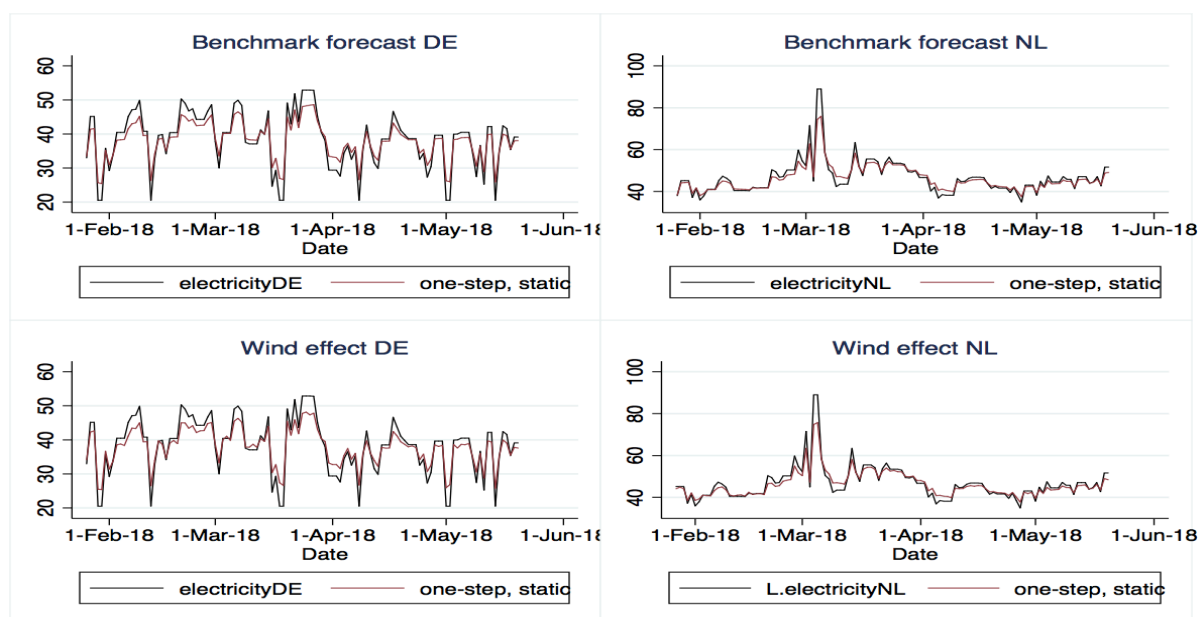 Benchmark forecast DE
60
50
40
30
20
1-Feb-18 1-Mar-18 1-Apr-18 1-May-18 1-Jun-18
Date
electricityDE one-step, static
Benchmark forecast NL
100
80
60
40
1-Feb-18 1-Mar-18 1-Apr-18 1-May-18 1-Jun-18
Date
electricityNL one-step, static
Wind effect DE
60
50
40
30
20
1-Feb-18 1-Mar-18 1-Apr-18 1-May-18 1-Jun-18
Date
electricityDE one-step, static
Wind effect NL
100
80
60
40
1-Feb-18 1-Mar-18 1-Apr-18 1-May-18 1-Jun-18
Date
L.electricityNL one-step, static